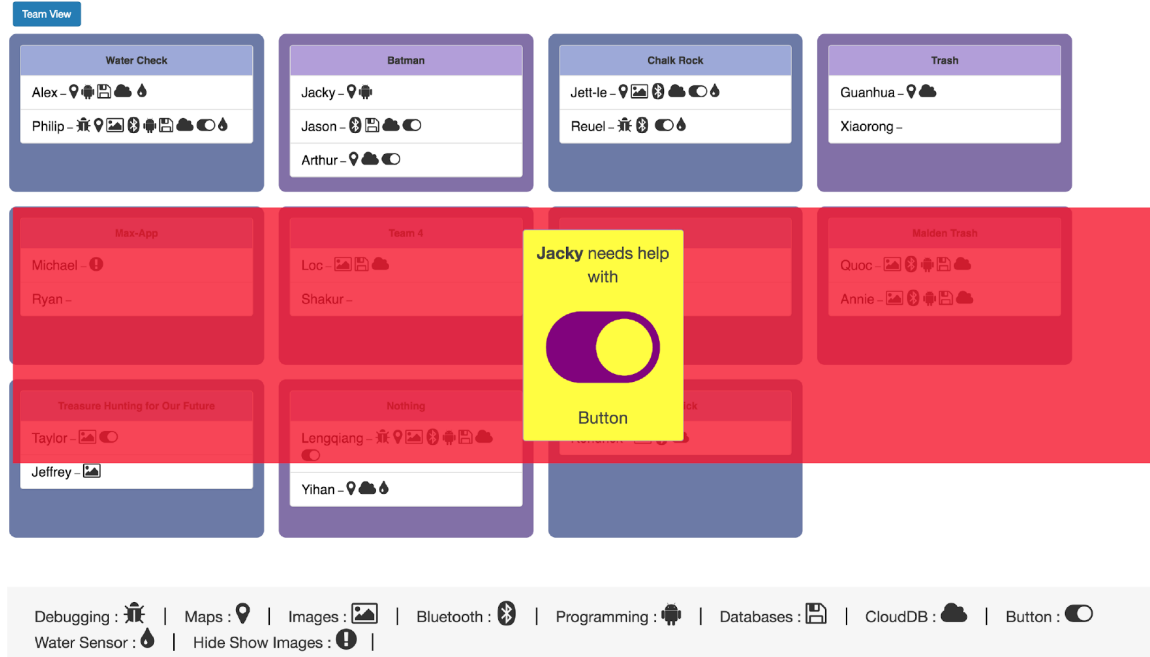 Team View
Water Check
Alex –
Philip –
Batman
Jacky –
Jason –
Arthur –
Chalk Rock
Jett-le –
Reuel –
Trash
Guanhua –
Xiaorong –
Max-App
Michael –
Ryan –
Team 4
Loc –
Shakur –
Malden Trash
Quoc –
Annie –
Jacky needs help
with
Button
Treasure Hunting for Our Future
Taylor –
Jeffrey –
Nothing
Lengqiang –
Yihan –
Debugging : | Maps : | Images : | Bluetooth : | Programming : | Databases : | CloudDB : | Button :
Water Sensor : | Hide Show Images : |